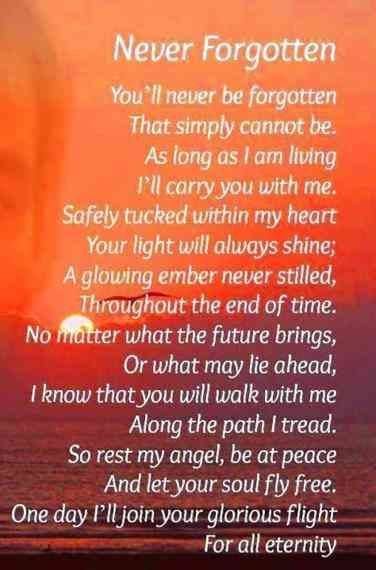 Never Forgotten
You'll never be forgotten
That simply cannot be.
As long as I am living
I'll carry you with me.
Safely tucked within my heart
Your light will always shine;
A glowing ember never stilled,
Throughout the end of time.
No matter what the future brings,
Or what may lie ahead,
I know that you will walk with me
Along the path I tread.
So rest my angel, be at peace
And let your soul fly free.
One day I'll join your glorious flight
For all eternity